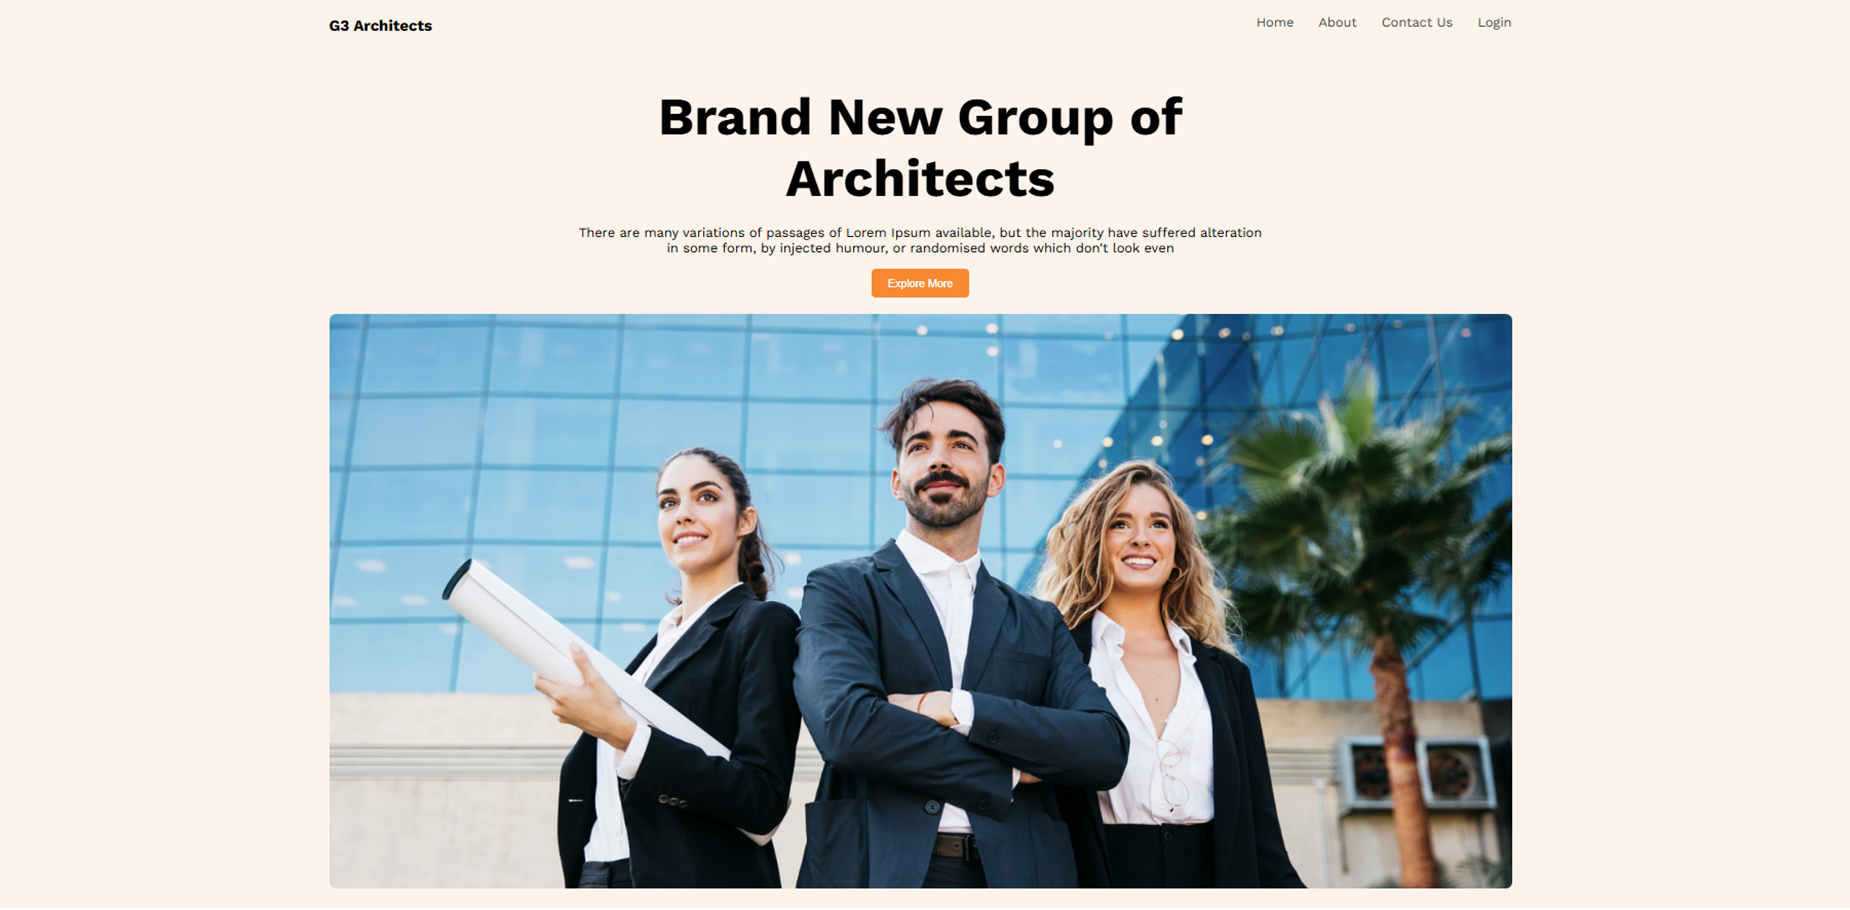 G3 Architects
Home About Contact Us Login
Brand New Group of
Architects
There are many variations of passages of Lorem Ipsum available, but the majority have suffered alteration
in some form, by injected humour, or randomised words which don't look even
Explore More